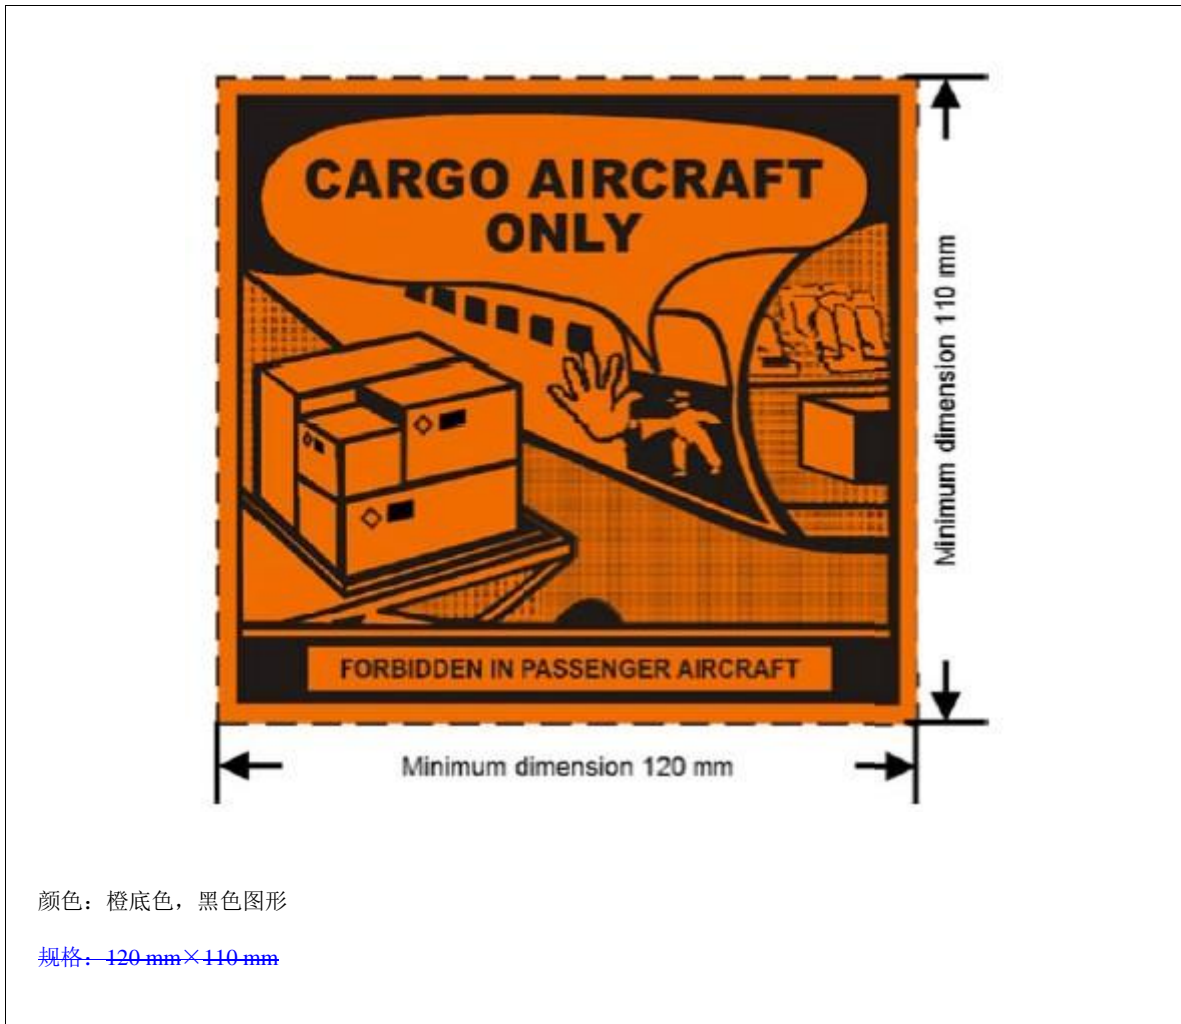 CARGO AIRCRAFT
ONLY
Minimum dimension 110 mm
FORBIDDEN IN PASSENGER AIRCRAFT
Minimum dimension 120 mm
颜色：橙底色，黑色图形
规格：120 mm×110 mm